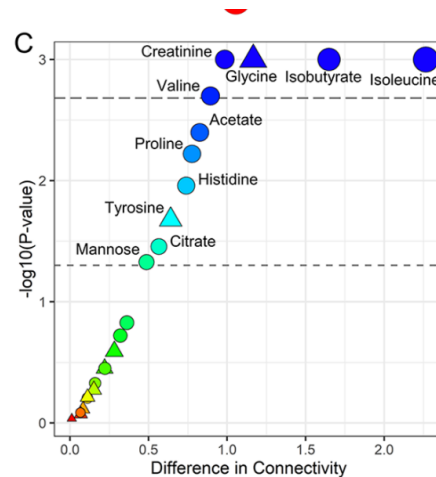 C
Creatinine
Glycine
Isobutyrate
Isoleucine
Valine
Acetate
Proline
Histidine
Tyrosine
Citrate
Mannose
3
2
1
0
-log10(P-value)
0.0 0.5 1.0 1.5 2.0
Difference in Connectivity